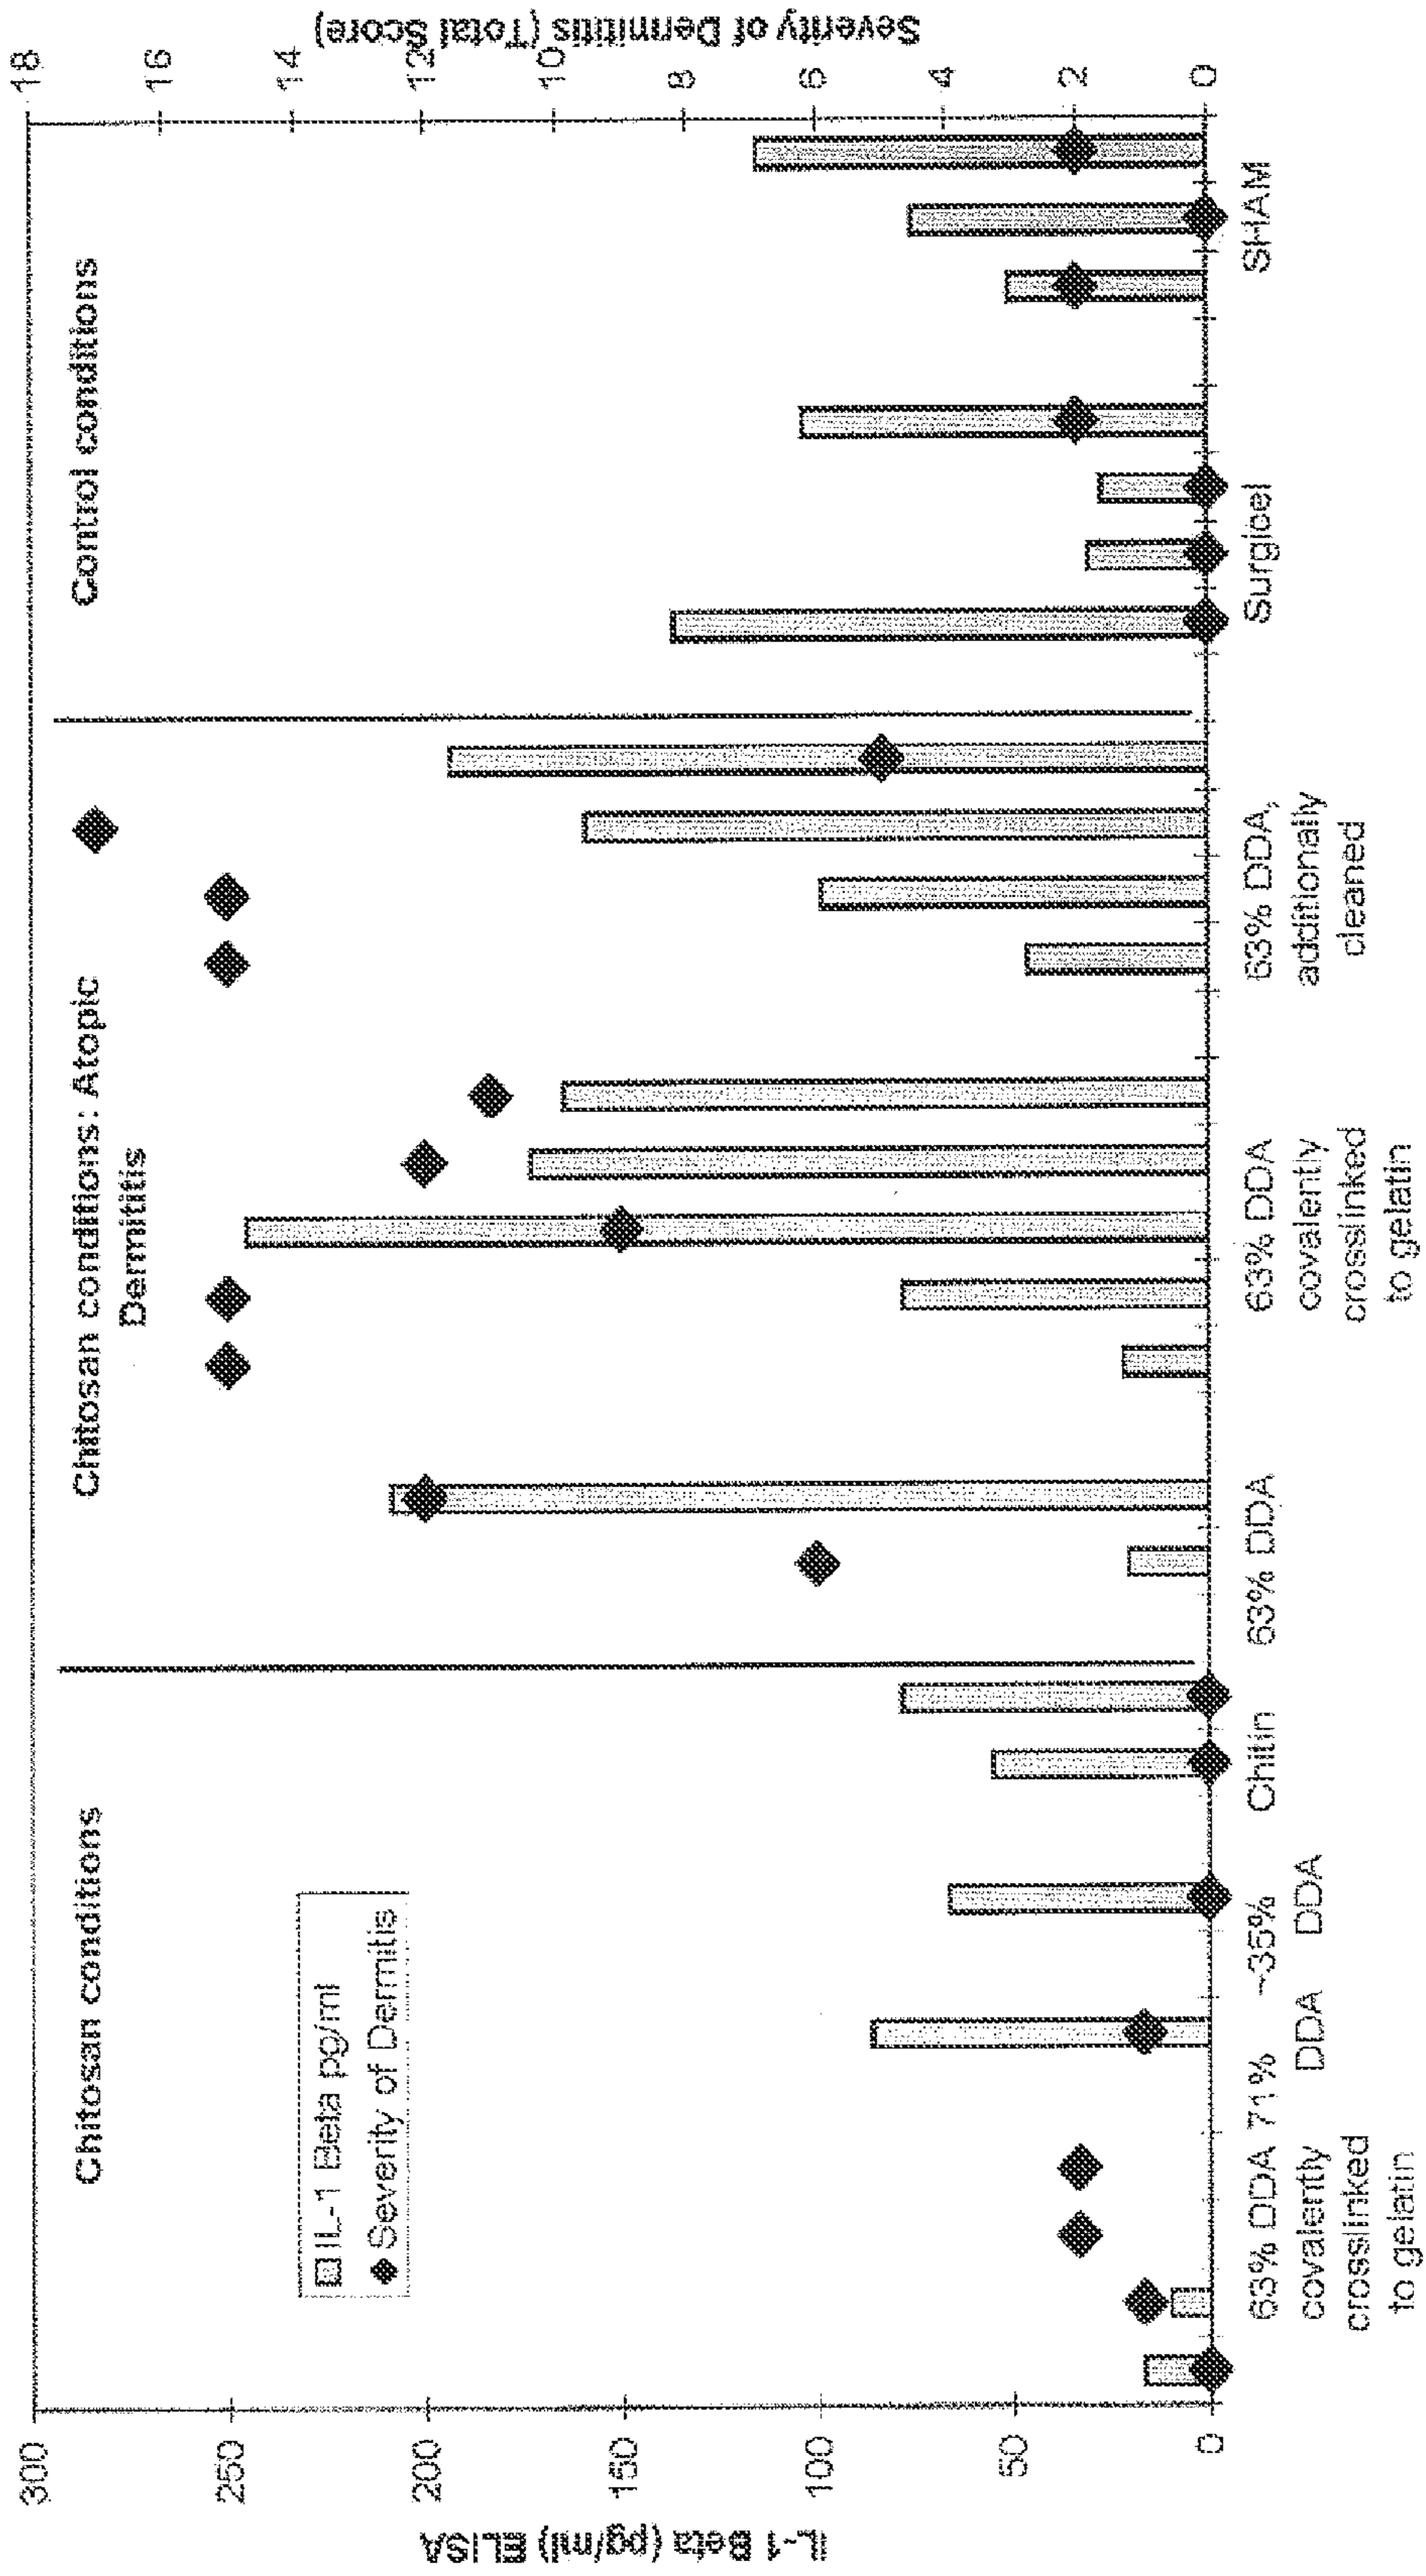 Chitosan conditions
Chitosan conditions: Atopic
Dermititis
Control conditions
IL-1 Beta pg/ml
Severity of Dermitis
IL-1 Beta (pg/ml) ELISA
300
250
200
150
100
50
0
Severity of Dermititis (Total Score)
18
16
14
12
10
8
6
4
2
0
63% DDA
covalently
crosslinked
to gelatin
71%
DDA
~35%
DDA
Chitin
63% DDA
63% DDA
covalently
crosslinked
to gelatin
63% DDA,
additionally
cleaned
Surgicel
SHAM